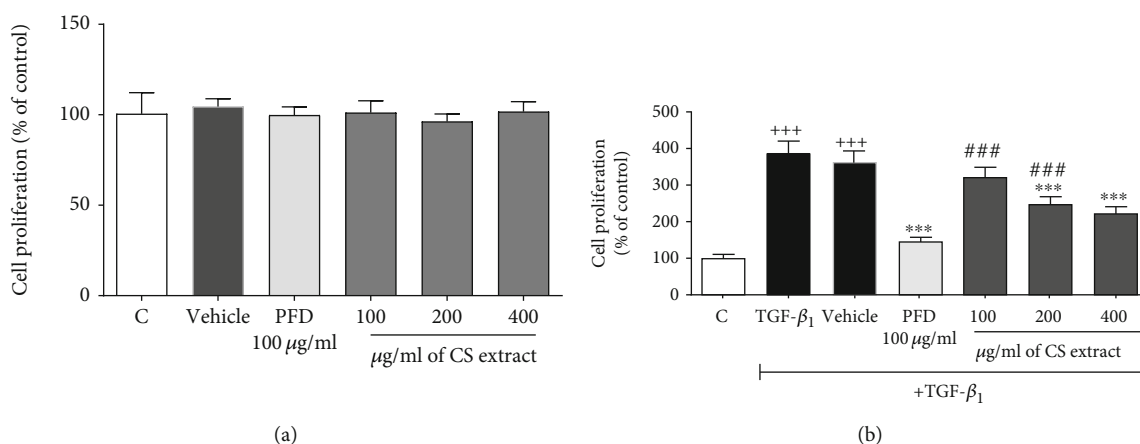 150
100
50
0
Cell proliferation (% of control)
C
Vehicle
PFD
100 μg/ml
100
200
400
μg/ml of CS extract
(a)
500
400
300
200
100
0
Cell proliferation
(% of control)
+++
+++
***
###
###
***
***
C
TGF-β1
Vehicle
PFD
100 μg/ml
100
200
400
μg/ml of CS extract
+TGF-β1
(b)